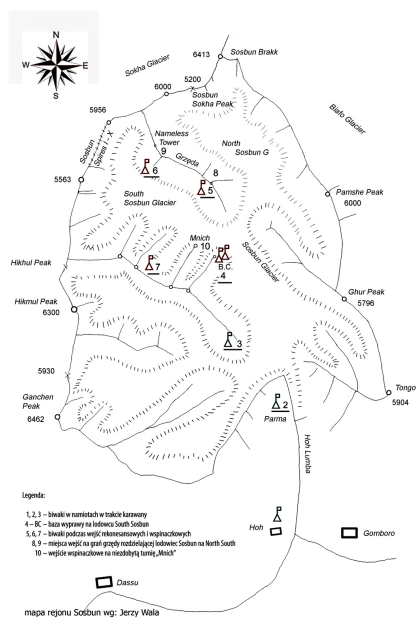 N
W E
S
6413 Sosbun Brakk
Sokha Glacier
5200
6000
Sosbun
Sokha Peak
5956
Biafo Glacier
Nameless
Tower
9
North
Sosbun G
Sosbun
Spires I - X
Grzęda
8
5563
6
5
Pamshe Peak
6000
South
Sosbun Glacier
Mnich
10
Hikhul Peak
7
B.C.
4
Sosbun Glacier
Ghur Peak
5796
Hikmul Peak
6300
3
5930
Ganchen
Peak
6462
Tongo
5904
2
Parma
Hoh Lumba
Legenda:
1, 2, 3 – biwaki w namiotach w trakcie karawany
4 – BC – baza wyprawy na lodowcu South Sosbun
5, 6, 7 – biwaki podczas wejść rekonesansowych i wspinaczkowych
8, 9 – miejsca wejść na grań grzędy rozdzielającej lodowiec Sosbun na North South
10 – wejście wspinaczkowe na niezdobytą turnię „Mnich”
Hoh
Gomboro
Dassu
mapa rejonu Sosbun wg: Jerzy Wala